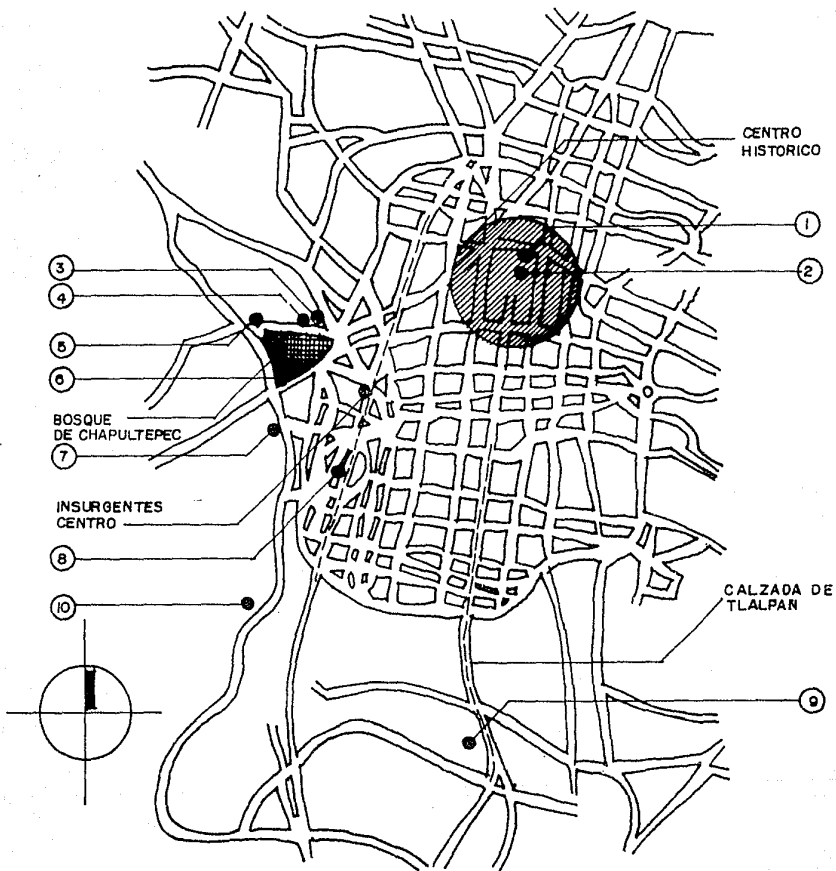 CENTRO
HISTORICO
1
2
3
4
5
6
BOSQUE
DE CHAPULTEPEC
7
INSURGENTES
CENTRO
8
10
CALZADA DE
TLALPAN
9